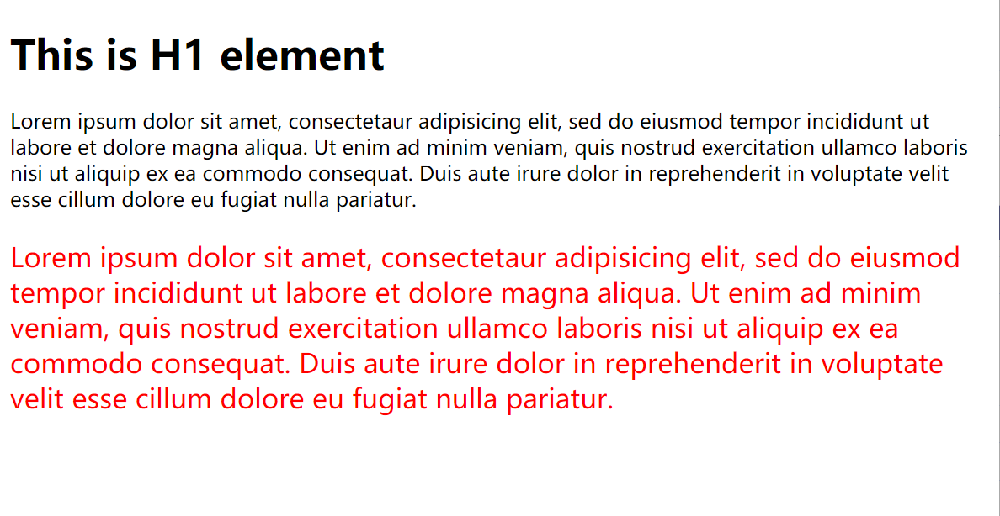 This is H1 element
Lorem ipsum dolor sit amet, consectetaur adipisicing elit, sed do eiusmod tempor incididunt ut
labore et dolore magna aliqua. Ut enim ad minim veniam, quis nostrud exercitation ullamco laboris
nisi ut aliquip ex ea commodo consequat. Duis aute irure dolor in reprehenderit in voluptate velit
esse cillum dolore eu fugiat nulla pariatur.
Lorem ipsum dolor sit amet, consectetaur adipisicing elit, sed do eiusmod
tempor incididunt ut labore et dolore magna aliqua. Ut enim ad minim
veniam, quis nostrud exercitation ullamco laboris nisi ut aliquip ex ea
commodo consequat. Duis aute irure dolor in reprehenderit in voluptate
velit esse cillum dolore eu fugiat nulla pariatur.